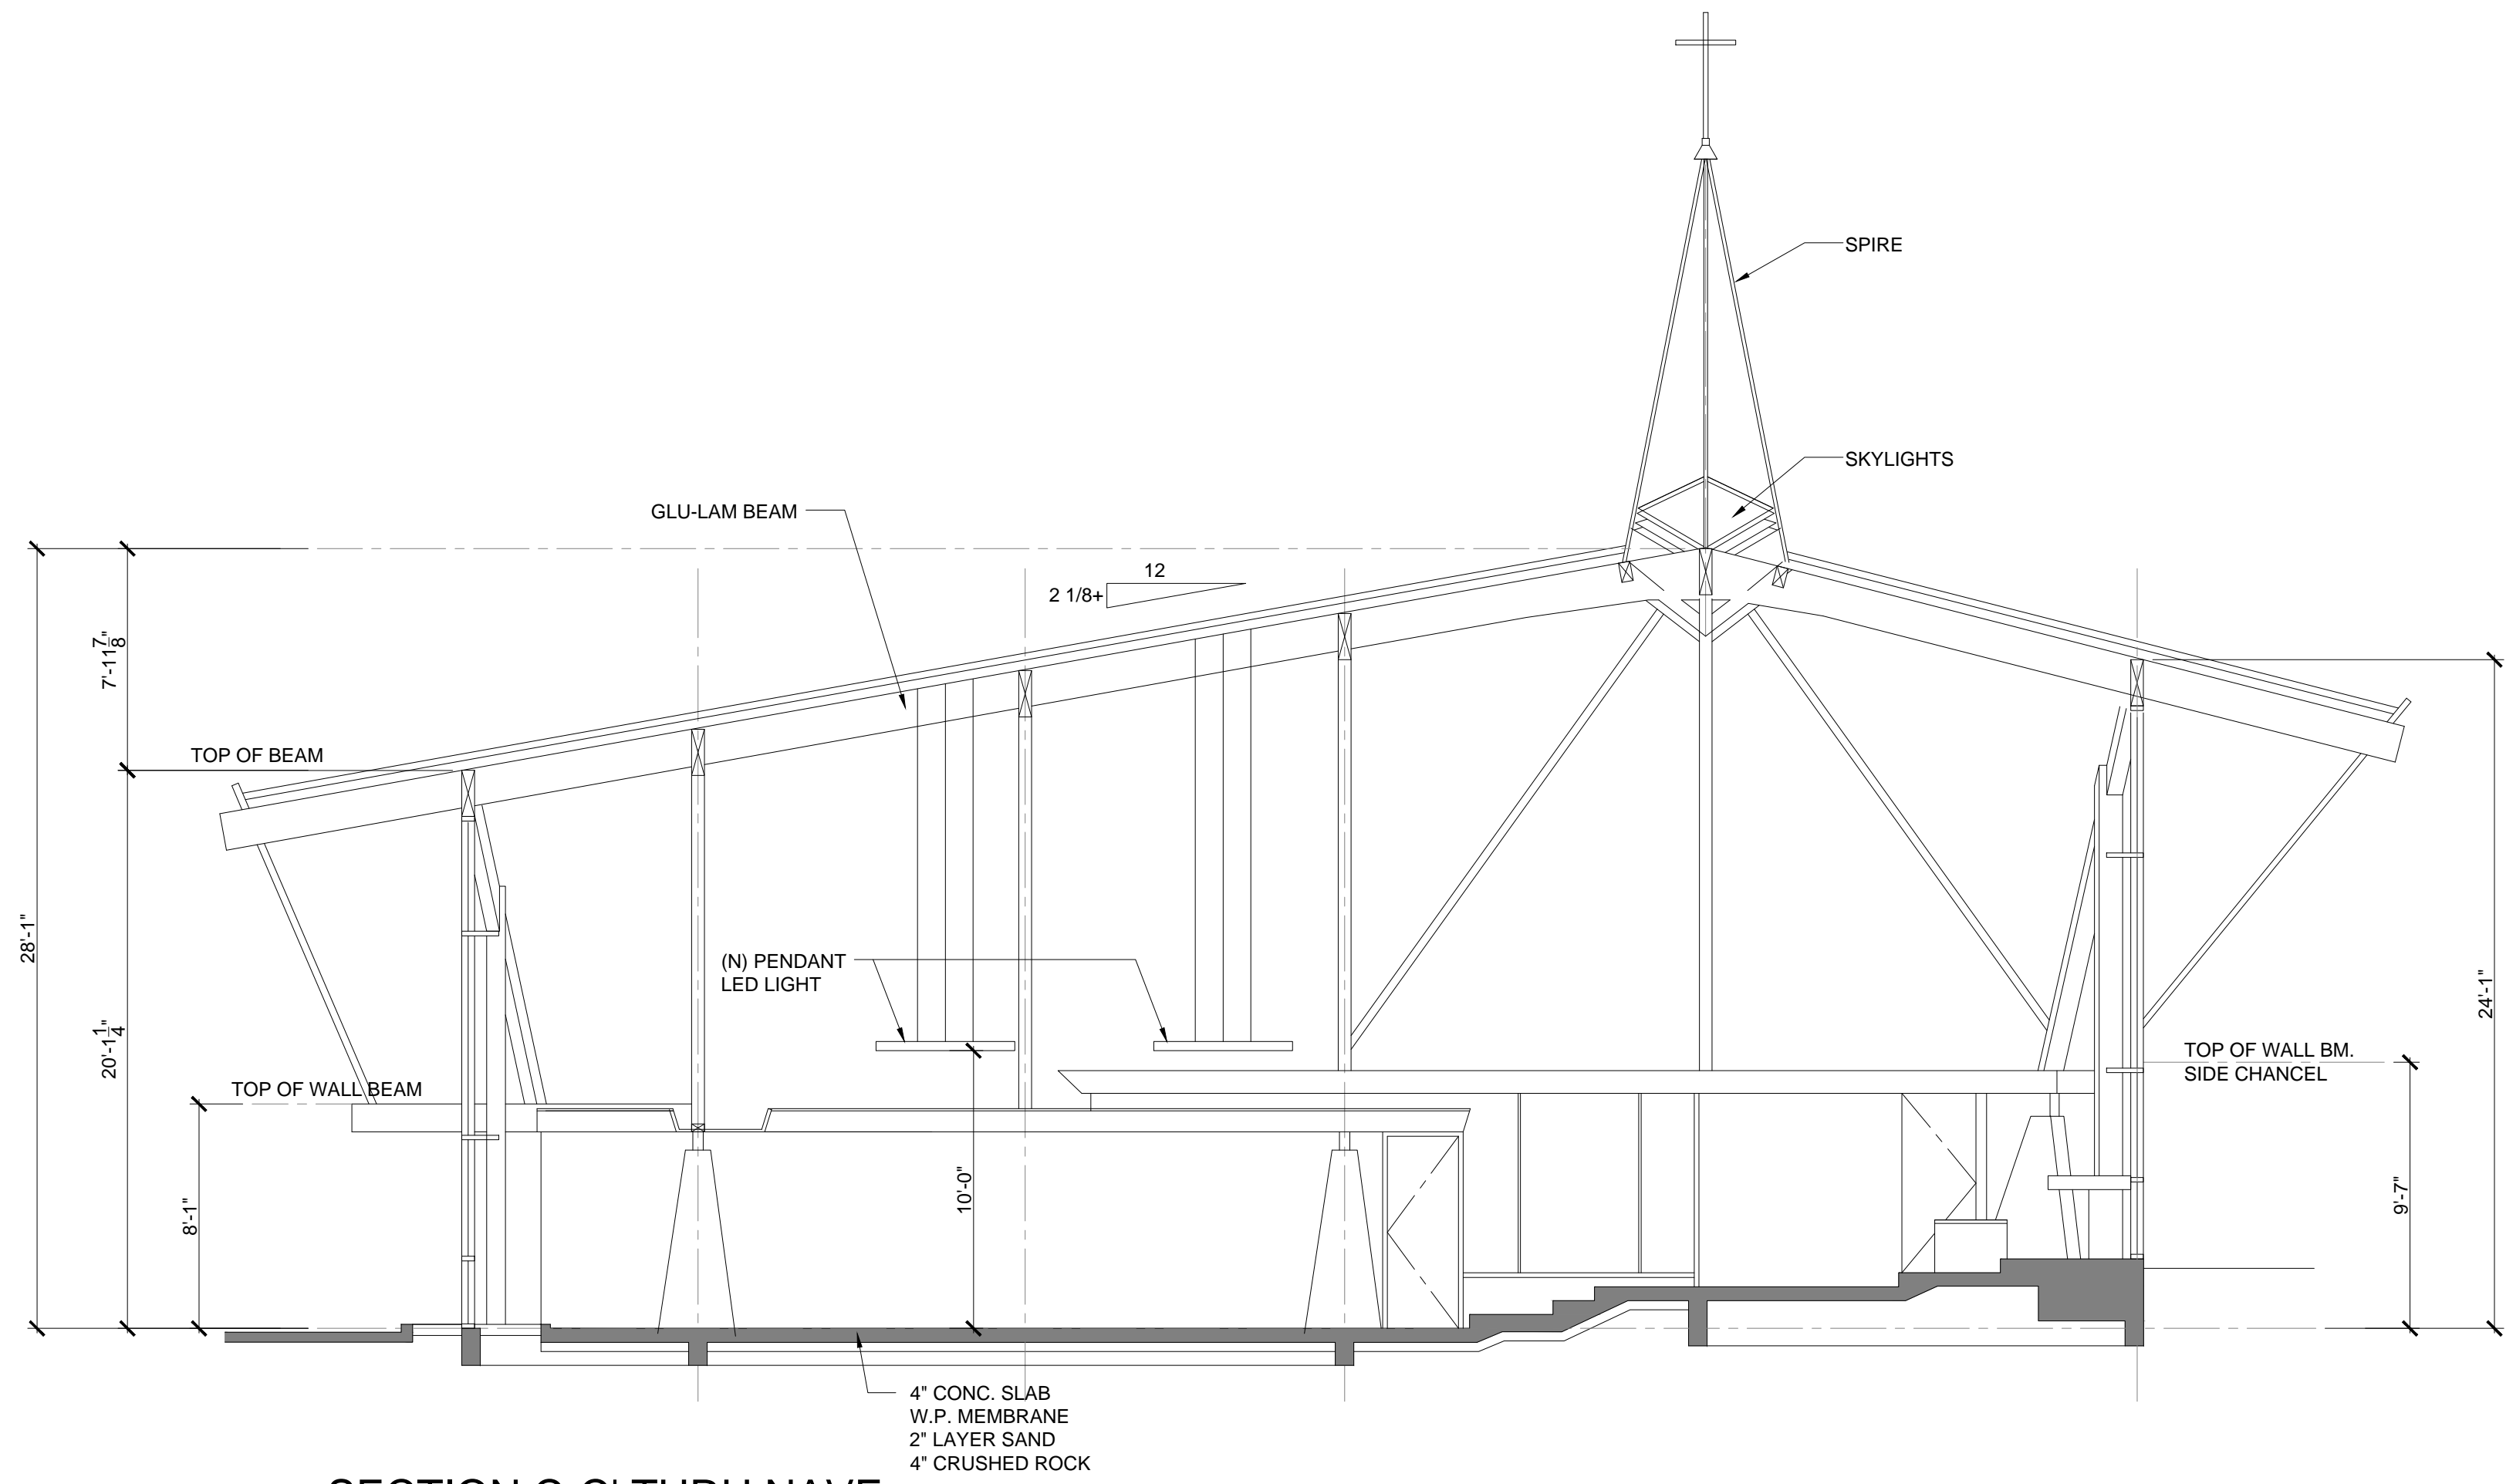 SPIRE
SKYLIGHTS
GLU-LAM BEAM
12
2 1/8+
7'-11 7/8"
TOP OF BEAM
28'-1"
(N) PENDANT
LED LIGHT
24'-1"
20'-1 1/4"
TOP OF WALL BM.
SIDE CHANCEL
TOP OF WALL BEAM
10'-0"
9'-7"
8'-1"
4" CONC. SLAB
W.P. MEMBRANE
2" LAYER SAND
4" CRUSHED ROCK
THRU NAVE